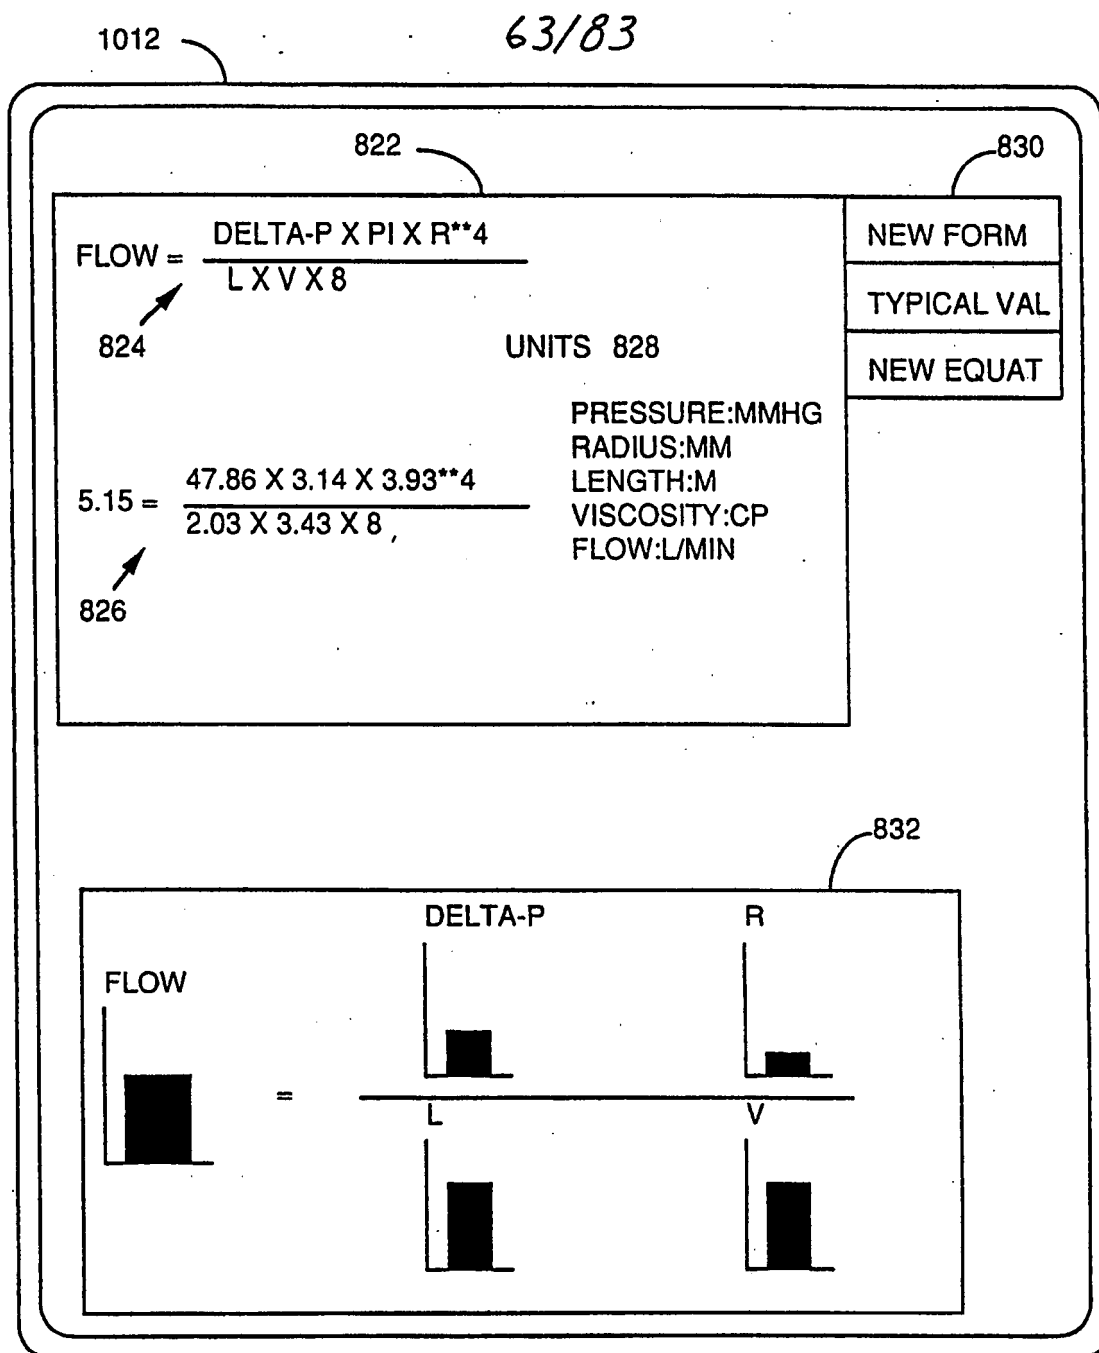 63/83
1012
822
830
FLOW = DELTA-P X PI X R**4
L X V X 8
824
NEW FORM
TYPICAL VAL
NEW EQUAT
UNITS 828
PRESSURE:MMHG
RADIUS:MM
LENGTH:M
VISCOSITY:CP
FLOW:L/MIN
5.15 = 47.86 X 3.14 X 3.93**4
2.03 X 3.43 X 8
826
832
DELTA-P R
FLOW
=
L V